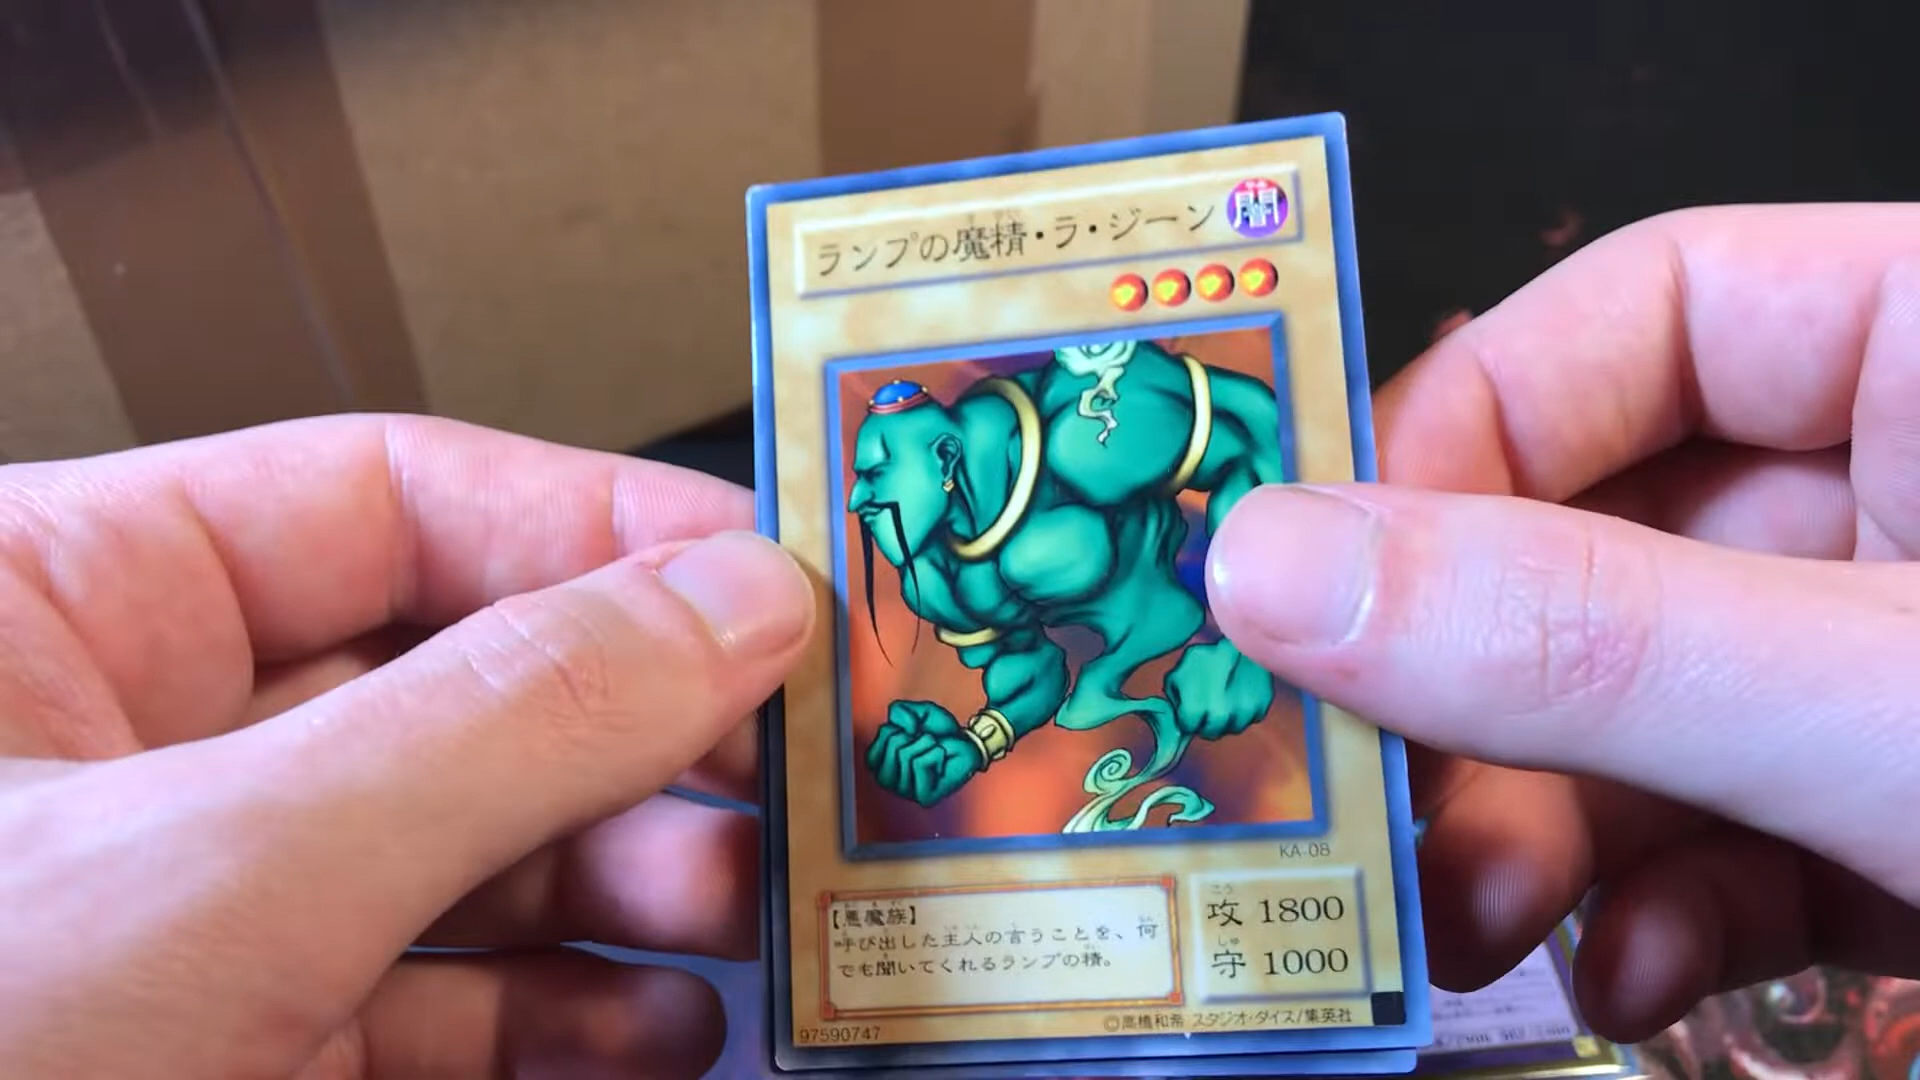 ランプの魔精・ラ・ジーン
闇
KA-08
【悪魔族】
呼び出した主人の言うことを、何
でも聞いてくれるランプの精。
攻 1800
守 1000
97590747
©高橋和希 スタジオ・ダイス/集英社